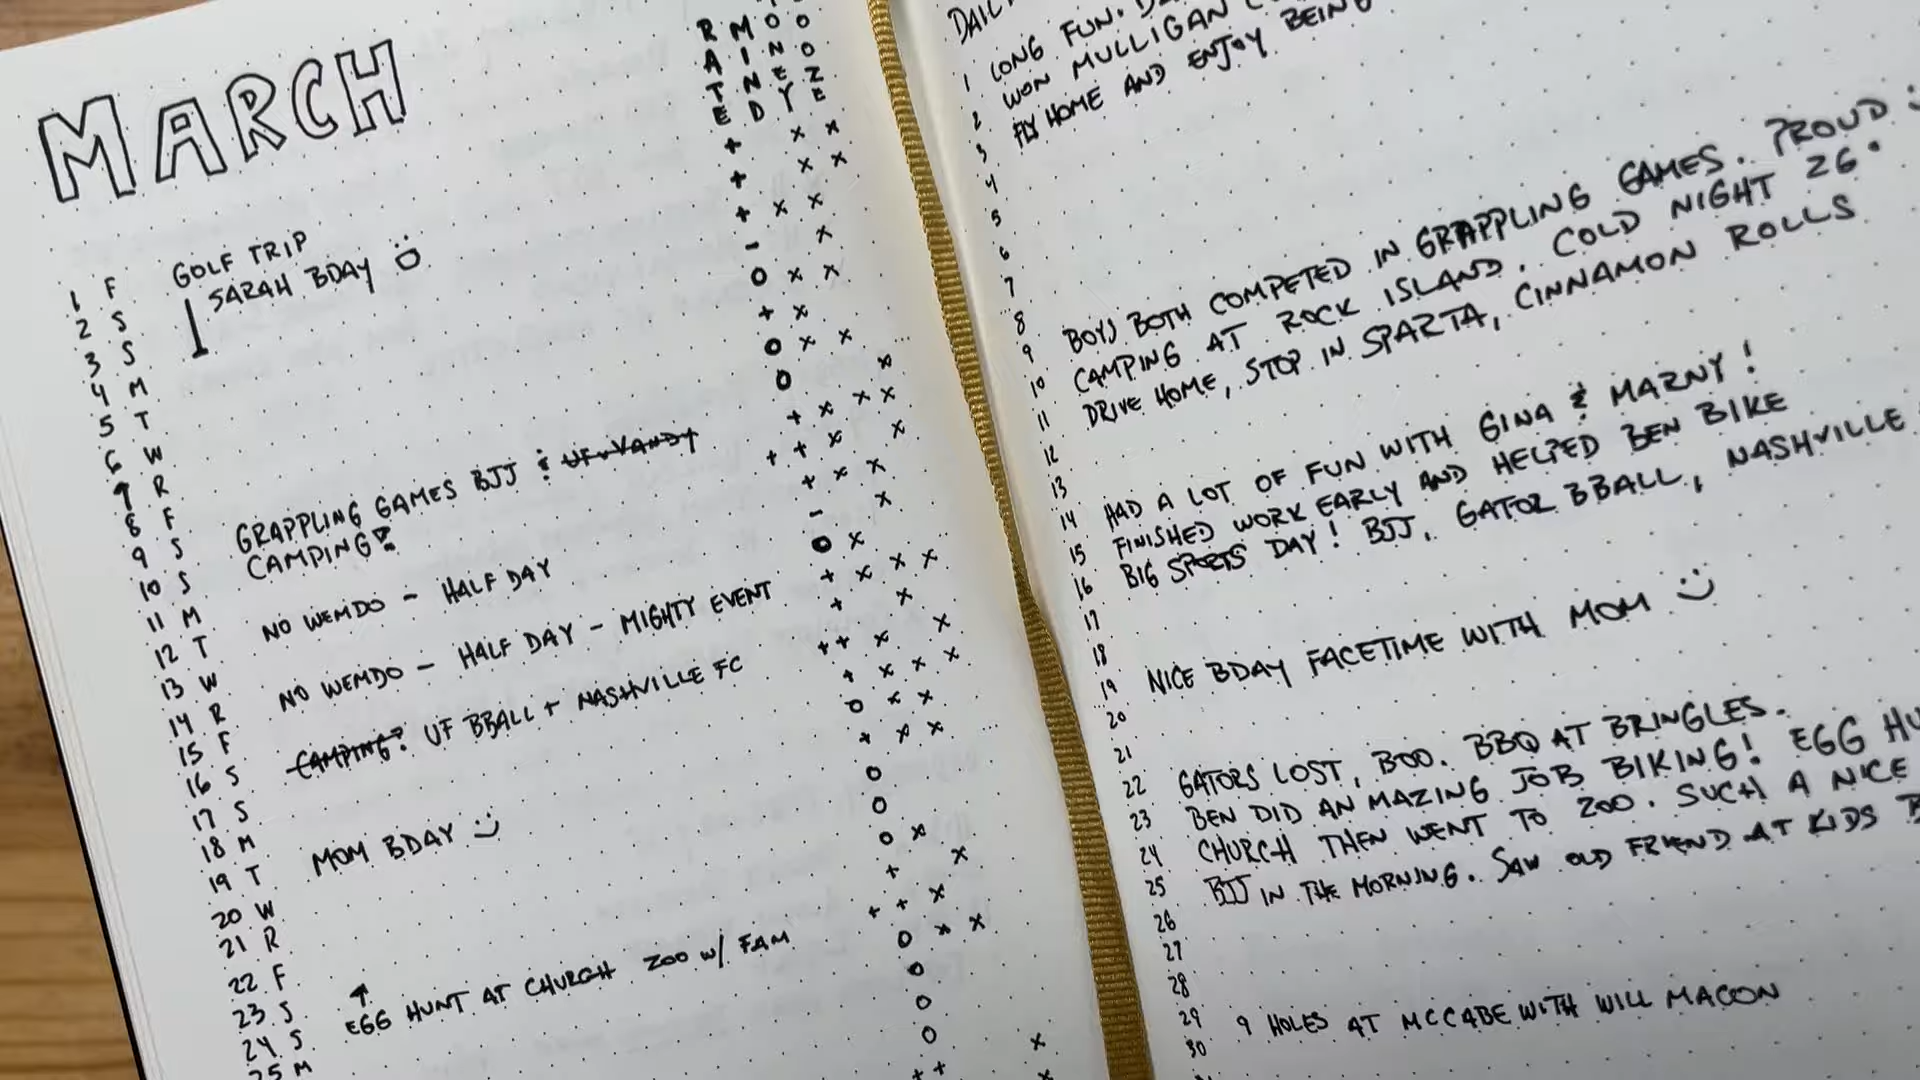 MARCH
RATE MIND MONEY BOOZE
1 F GOLF TRIP
2 S SARAH BDAY
3 S
4 M
5 T
6 W
7 R
8 F
9 S GRAPPLING GAMES BJJ & UF v VANDY
10 S CAMPING?
11 M
12 T NO WEMDO - HALF DAY
13 W
14 R NO WEMDO - HALF DAY - MIGHTY EVENT
15 F
16 S CAMPING? UF BBALL + NASHVILLE FC
17 S
18 M
19 T MOM BDAY
20 W
21 R
22 F
23 S
24 S EGG HUNT AT CHURCH ZOO w/ FAM
25 M
1 LONG FUN.
2 WON MULLIGAN
3 FLY HOME AND ENJOY BEING
4
5
6
7
8
9 BOYS BOTH COMPETED IN GRAPPLING GAMES. PROUD :
10 CAMPING AT ROCK ISLAND. COLD NIGHT 26°
11 DRIVE HOME, STOP IN SPARTA, CINNAMON ROLLS
12
13
14 HAD A LOT OF FUN WITH GINA & MARNY!
15 FINISHED WORK EARLY AND HELPED BEN BIKE
16 BIG SPORTS DAY! BJJ, GATOR BBALL, NASHVILLE
17
18
19 NICE BDAY FACETIME WITH MOM :)
20
21
22 GATORS LOST, BOO. BBQ AT BRINGLES.
23 BEN DID AN MAZING JOB BIKING! EGG
24 CHURCH THEN WENT TO ZOO. SUCH A NICE
25 BJJ IN THE MORNING. SAW OLD FRIEND AT KIDS
26
27
28
29 9 HOLES AT MCCABE WITH WILL MACON
30